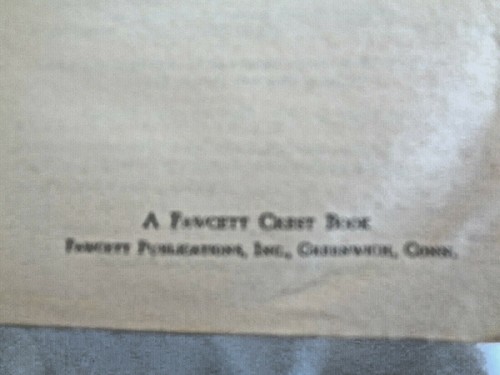 A Fawcett Crest Book
Fawcett Publications, Inc., Greenwich, Conn.